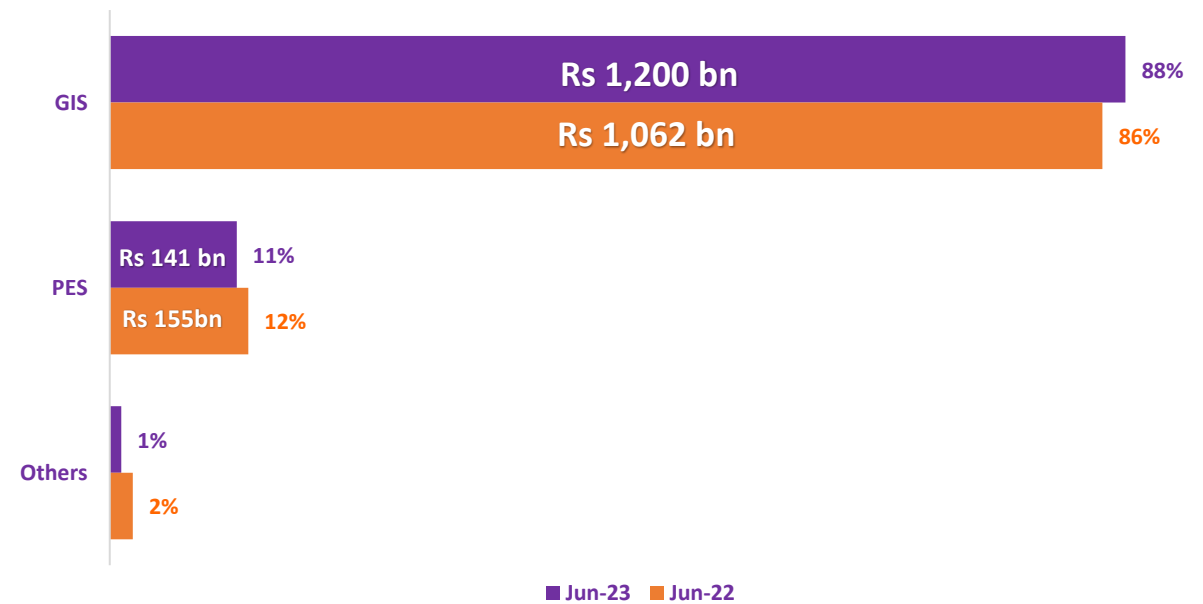 GIS
Rs 1,200 bn
88%
Rs 1,062 bn
86%
PES
Rs 141 bn
11%
Rs 155bn
12%
Others
1%
2%
Jun-23 Jun-22